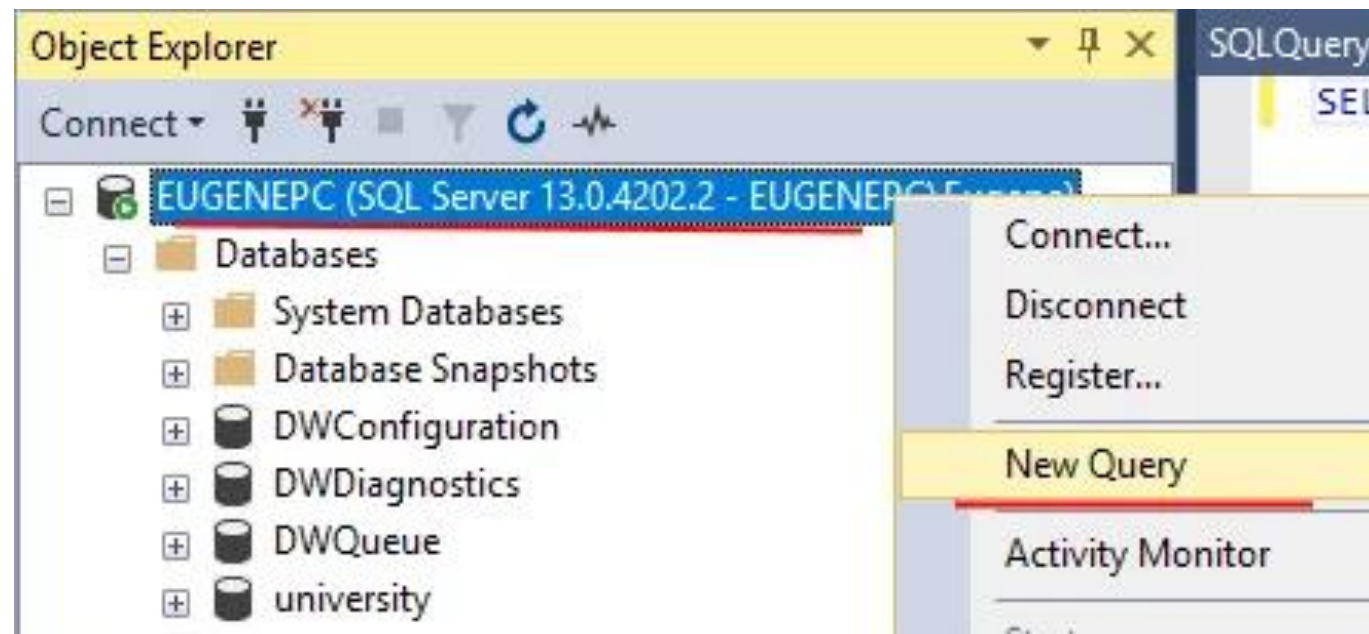 Object Explorer
SQLQuery
Connect
SEL
EUGENEPC (SQL Server 13.0.4202.2 - EUGENEPC\Eugene)
Databases
System Databases
Database Snapshots
DWConfiguration
DWDiagnostics
DWQueue
university
Connect...
Disconnect
Register...
New Query
Activity Monitor